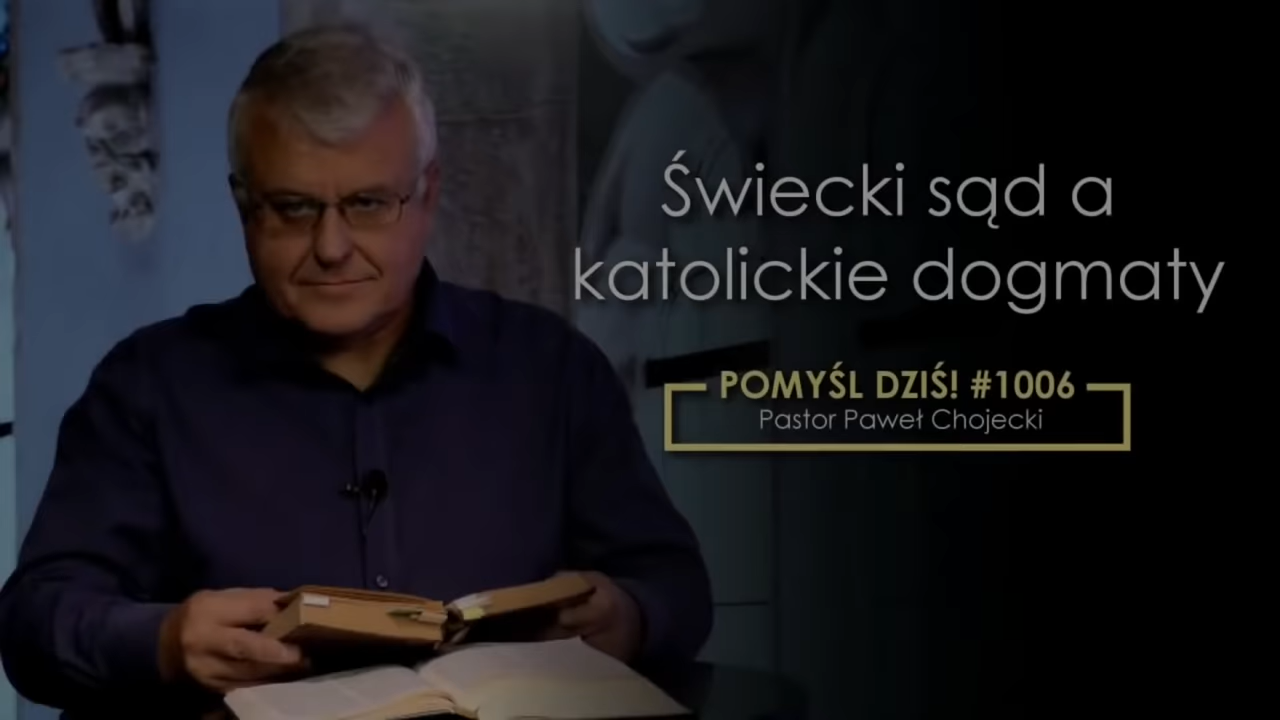 Świecki sąd a
katolickie dogmaty
POMYŚL DZIŚ! #1006
Pastor Paweł Chojecki